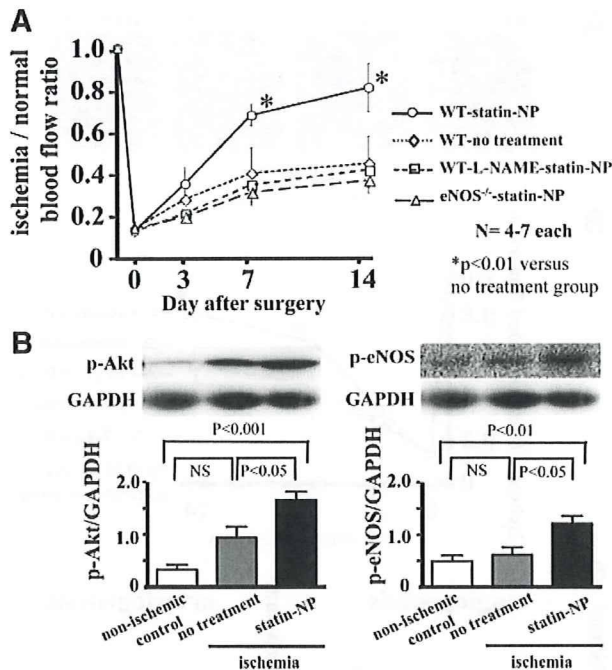 A
ischemia / normal
blood flow ratio
1.0
0.8
0.6
0.4
0.2
0
0 3 7 14
Day after surgery
*
*
WT-statin-NP
WT-no treatment
WT-L-NAME-statin-NP
eNOS-/--statin-NP
N= 4-7 each
*p<0.01 versus
no treatment group
B
p-Akt
GAPDH
P<0.001
NS P<0.05
p-Akt/GAPDH
2.0
1.0
0
non-ischemic
control
no treatment
statin-NP
ischemia
p-eNOS
GAPDH
P<0.01
NS P<0.05
p-eNOS/GAPDH
2.0
1.0
0
non-ischemic
control
no treatment
statin-NP
ischemia